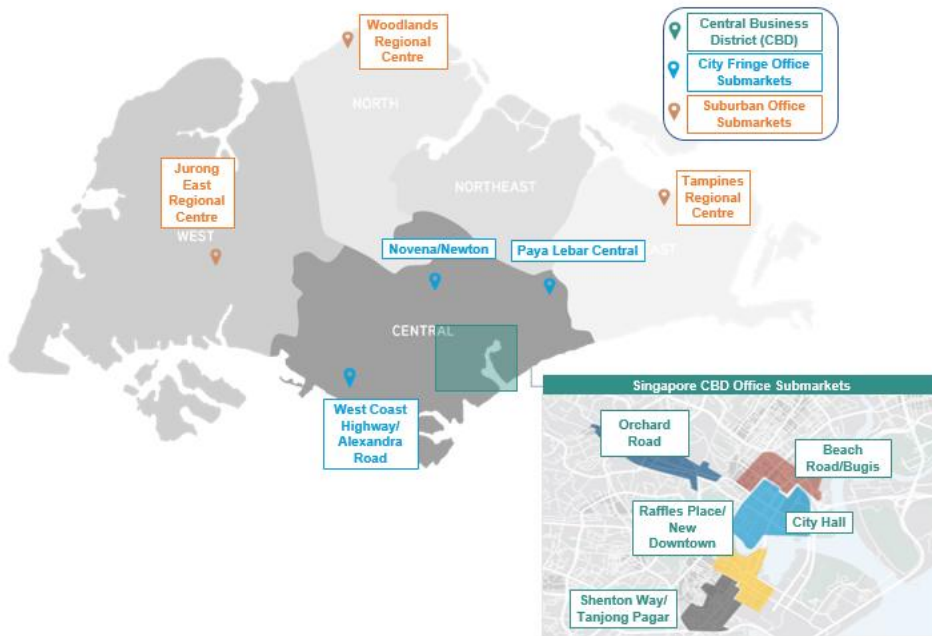 Woodlands
Regional
Centre
Central Business
District (CBD)
City Fringe Office
Submarkets
Suburban Office
Submarkets
NORTH
Jurong
East
Regional
Centre
WEST
NORTHEAST
Tampines
Regional
Centre
Novena/Newton
Paya Lebar Central
CENTRAL
West Coast
Highway/
Alexandra
Road
Singapore CBD Office Submarkets
Orchard
Road
Beach
Road/Bugis
Raffles Place/
New
Downtown
City Hall
Shenton Way/
Tanjong Pagar